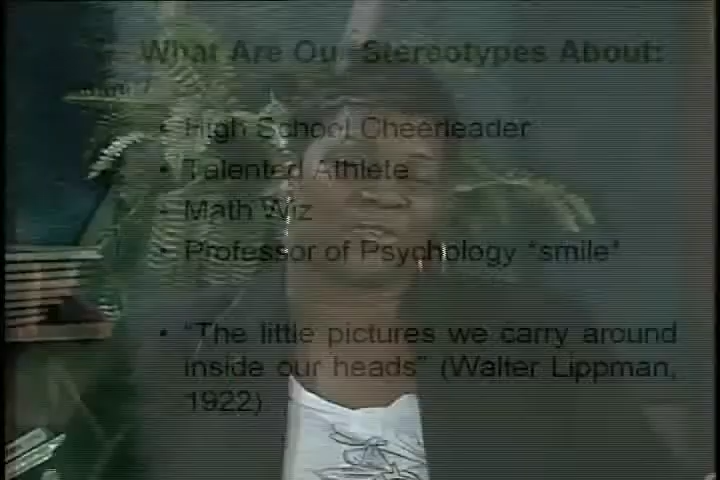 What Are Our Stereotypes About:
• High School Cheerleader
• Talented Athlete
• Math Wiz
• Professor of Psychology *smile*
• “The little pictures we carry around
inside our heads” (Walter Lippman,
1922).